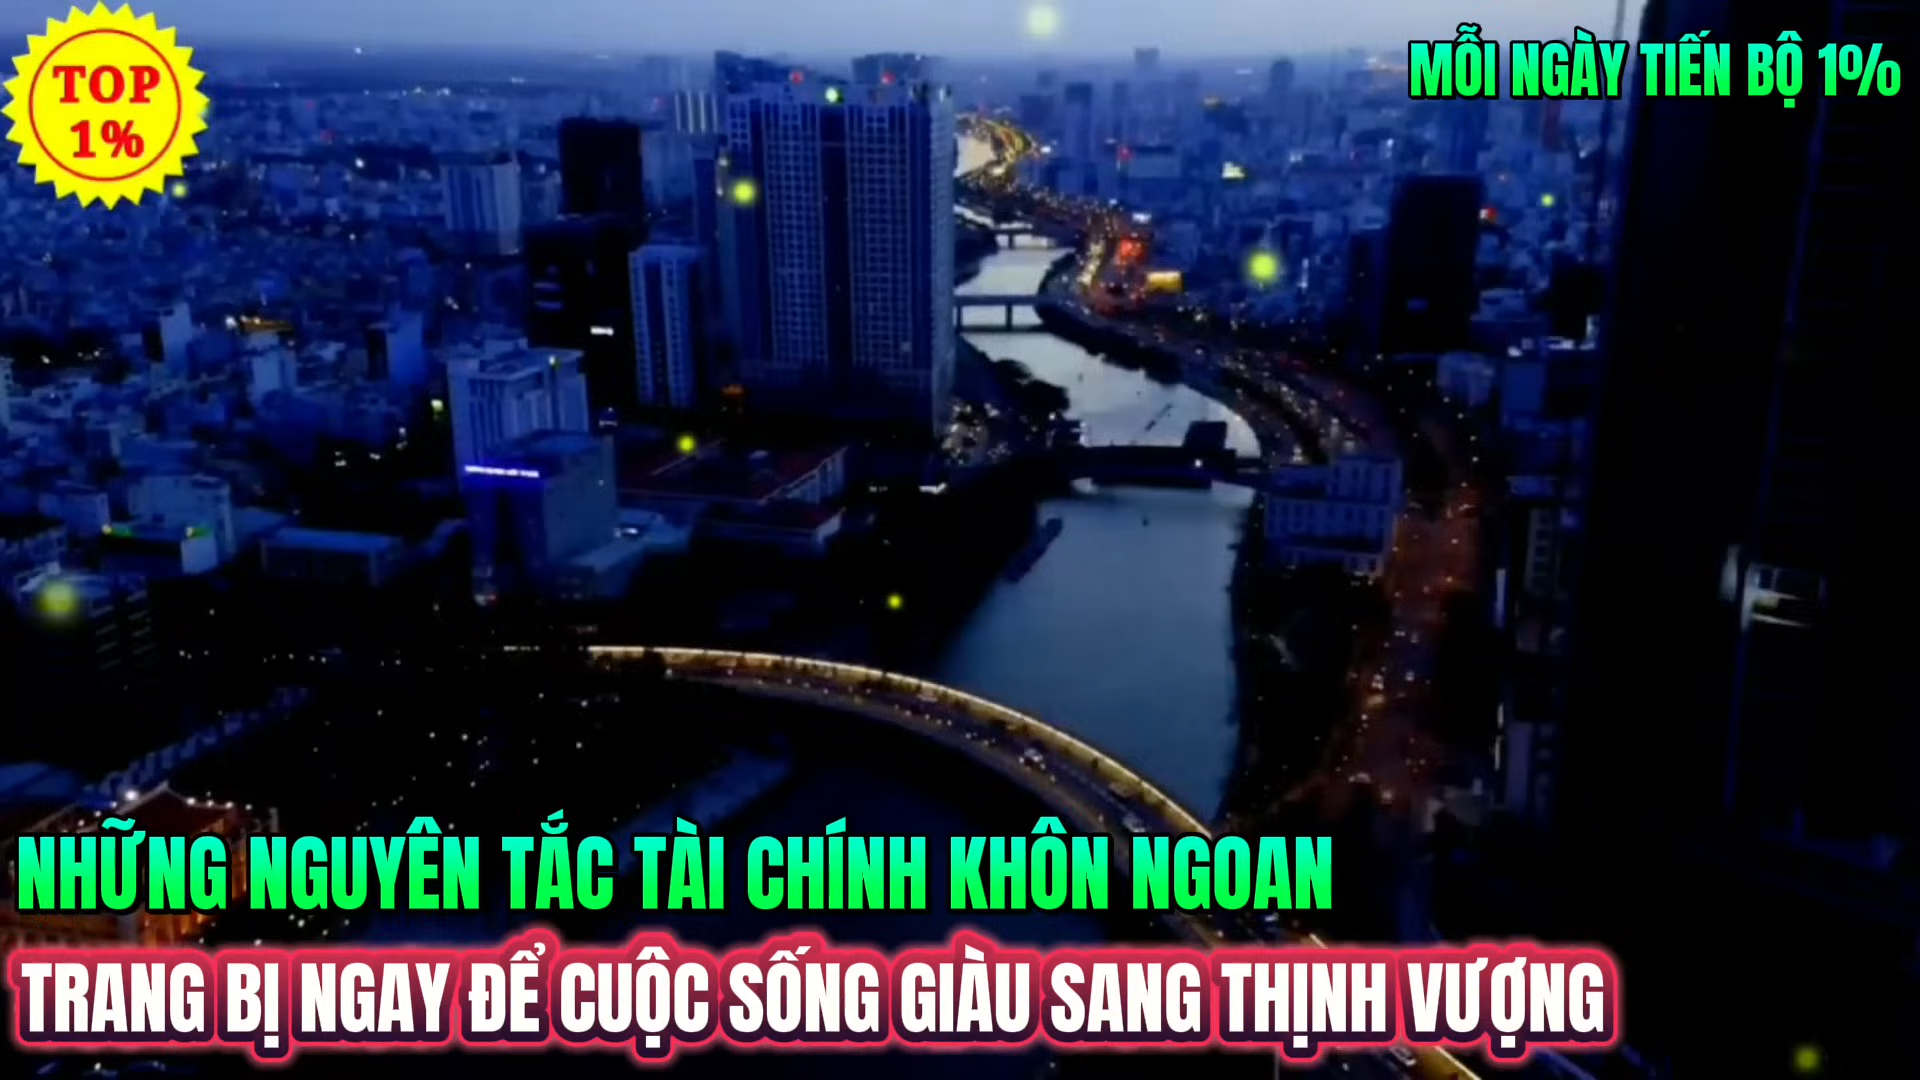 TOP
1%
MỖI NGÀY TIẾN BỘ 1%
NHỮNG NGUYÊN TẮC TÀI CHÍNH KHÔN NGOAN
TRANG BỊ NGAY ĐỂ CUỘC SỐNG GIÀU SANG THỊNH VƯỢNG